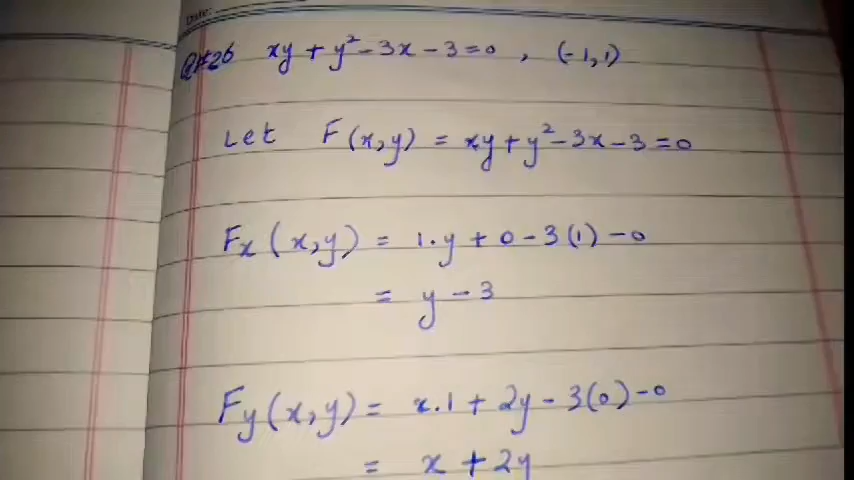 Date:
Q#26 xy + y² - 3x - 3 = 0 , (-1,1)
Let F(x,y) = xy + y² - 3x - 3 = 0
Fx (x,y) = 1.y + 0 - 3(1) - 0
= y - 3
Fy (x,y) = x.1 + 2y - 3(0) - 0
= x + 2y